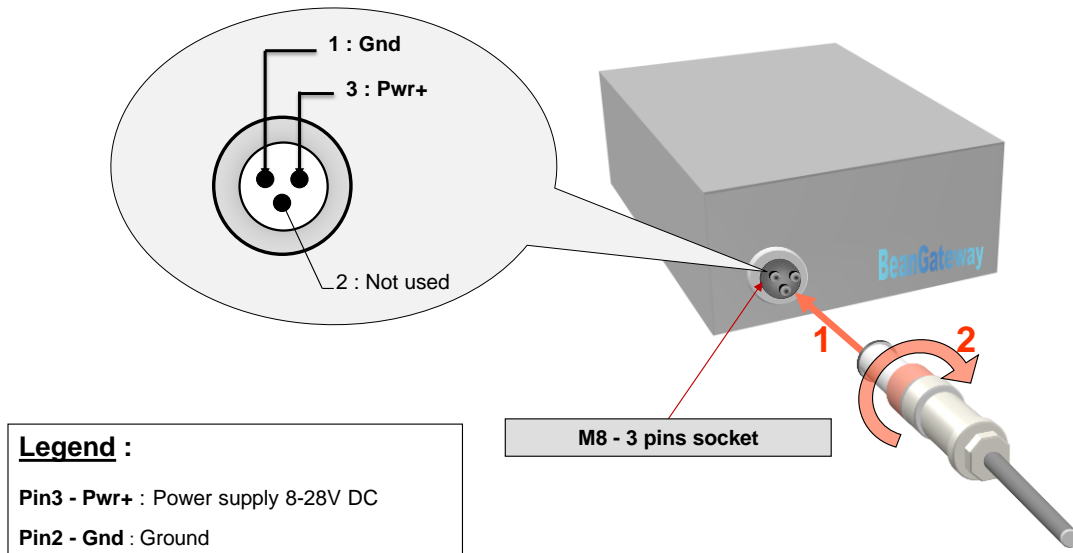 1 : Gnd
3 : Pwr+
2 : Not used
BeanGateway
1
2
M8 - 3 pins socket
Legend :
Pin3 - Pwr+ : Power supply 8-28V DC
Pin2 - Gnd : Ground